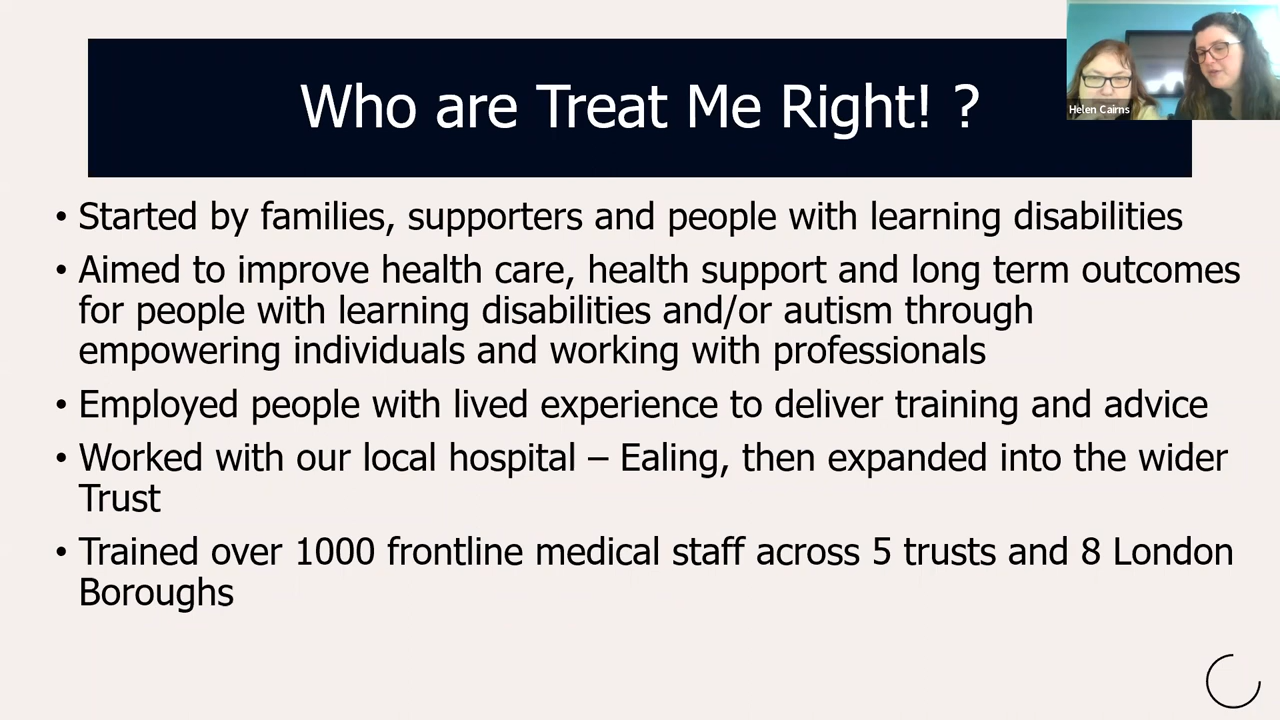 Who are Treat Me Right! ?
Helen Cairns
• Started by families, supporters and people with learning disabilities
• Aimed to improve health care, health support and long term outcomes
for people with learning disabilities and/or autism through
empowering individuals and working with professionals
• Employed people with lived experience to deliver training and advice
• Worked with our local hospital – Ealing, then expanded into the wider
Trust
• Trained over 1000 frontline medical staff across 5 trusts and 8 London
Boroughs